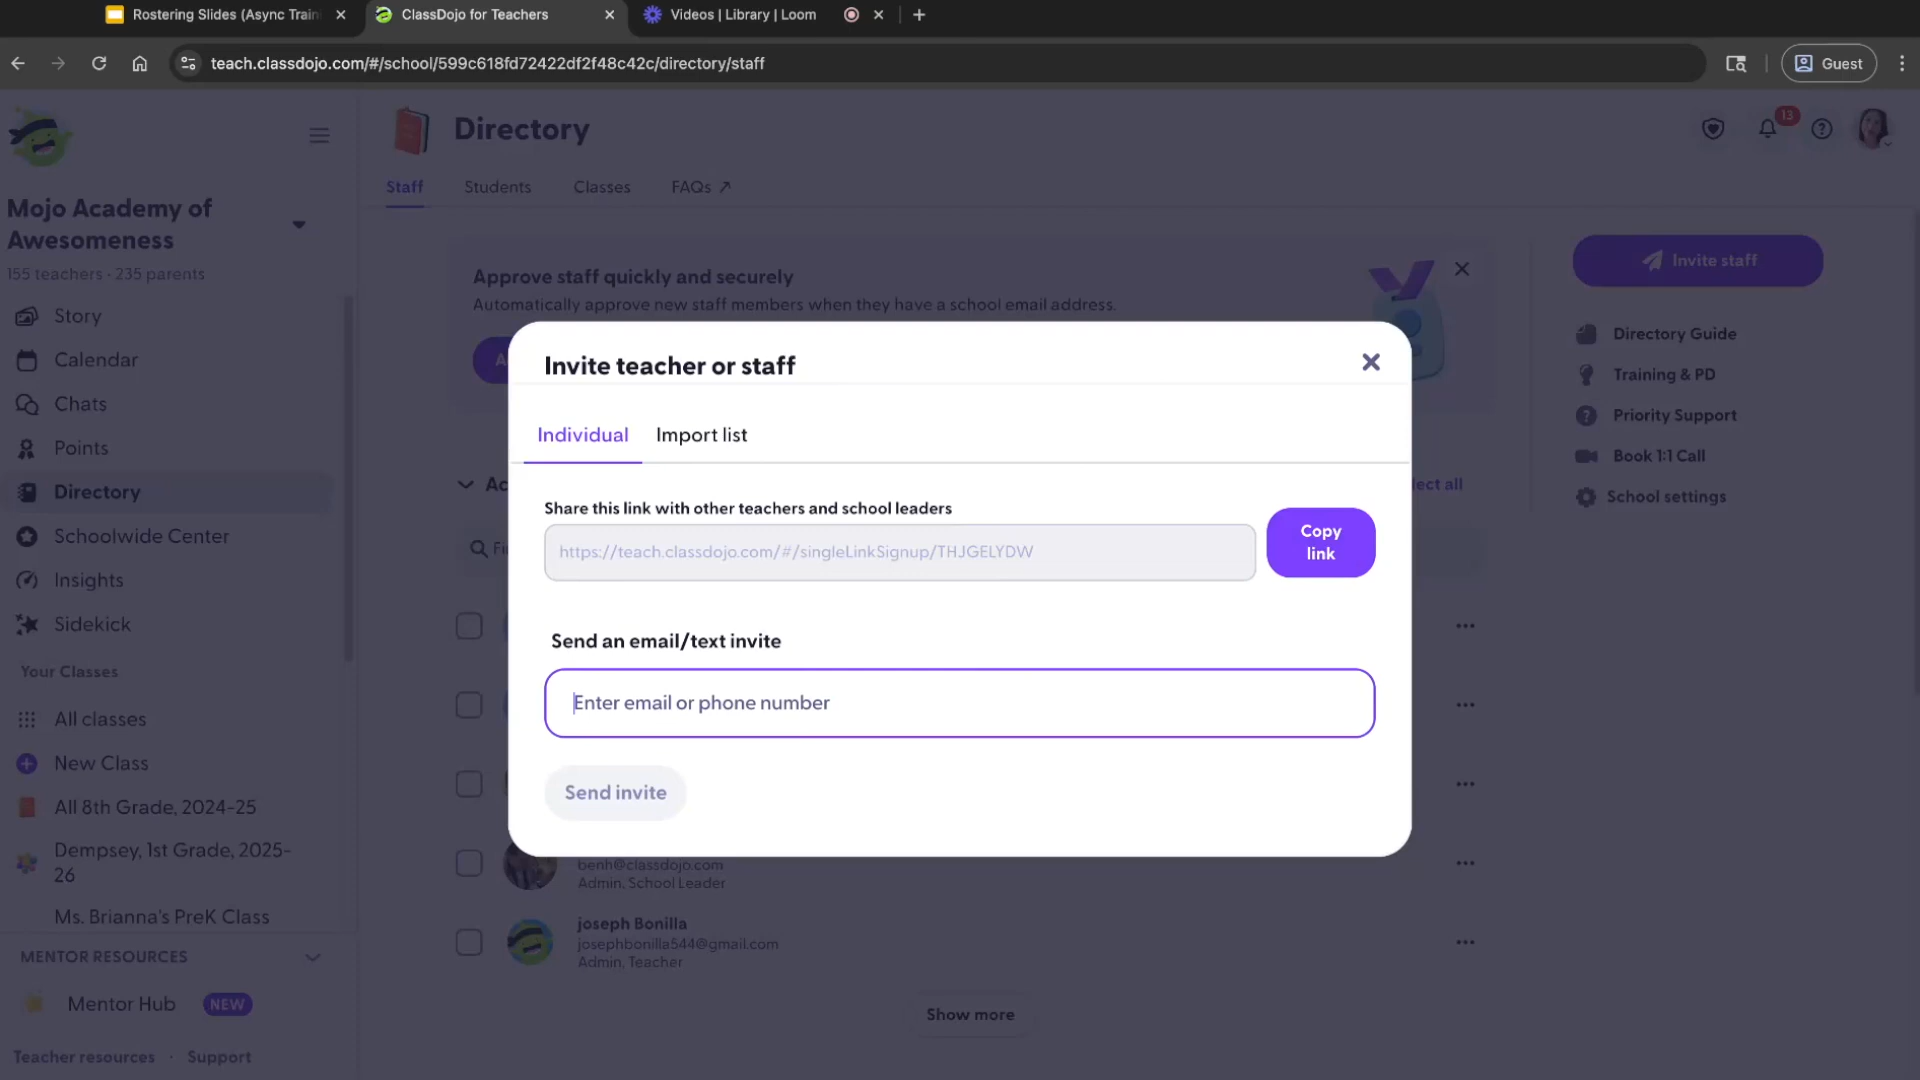 Rostering Slides (Async Train
ClassDojo for Teachers
Videos | Library | Loom
teach.classdojo.com/#/school/599c618fd72422df2f48c42c/directory/staff
Guest
Directory
13
Staff
Students
Classes
FAQs ↗
Mojo Academy of
Awesomeness
155 teachers · 235 parents
Story
Calendar
Chats
Points
Directory
Schoolwide Center
Insights
Sidekick
Your Classes
All classes
New Class
All 8th Grade, 2024-25
Dempsey, 1st Grade, 2025-
26
Ms. Brianna's PreK Class
MENTOR RESOURCES
Mentor Hub
NEW
Teacher resources · Support
Approve staff quickly and securely
Automatically approve new staff members when they have a school email address.
Invite staff
Directory Guide
Training & PD
Priority Support
Book 1:1 Call
School settings
Invite teacher or staff
Individual
Import list
Share this link with other teachers and school leaders
https://teach.classdojo.com/#/singleLinkSignup/THJGELYDW
Copy
link
Send an email/text invite
Enter email or phone number
Send invite
benh@classdojo.com
Admin, School Leader
joseph Bonilla
josephbonilla544@gmail.com
Admin, Teacher
Show more